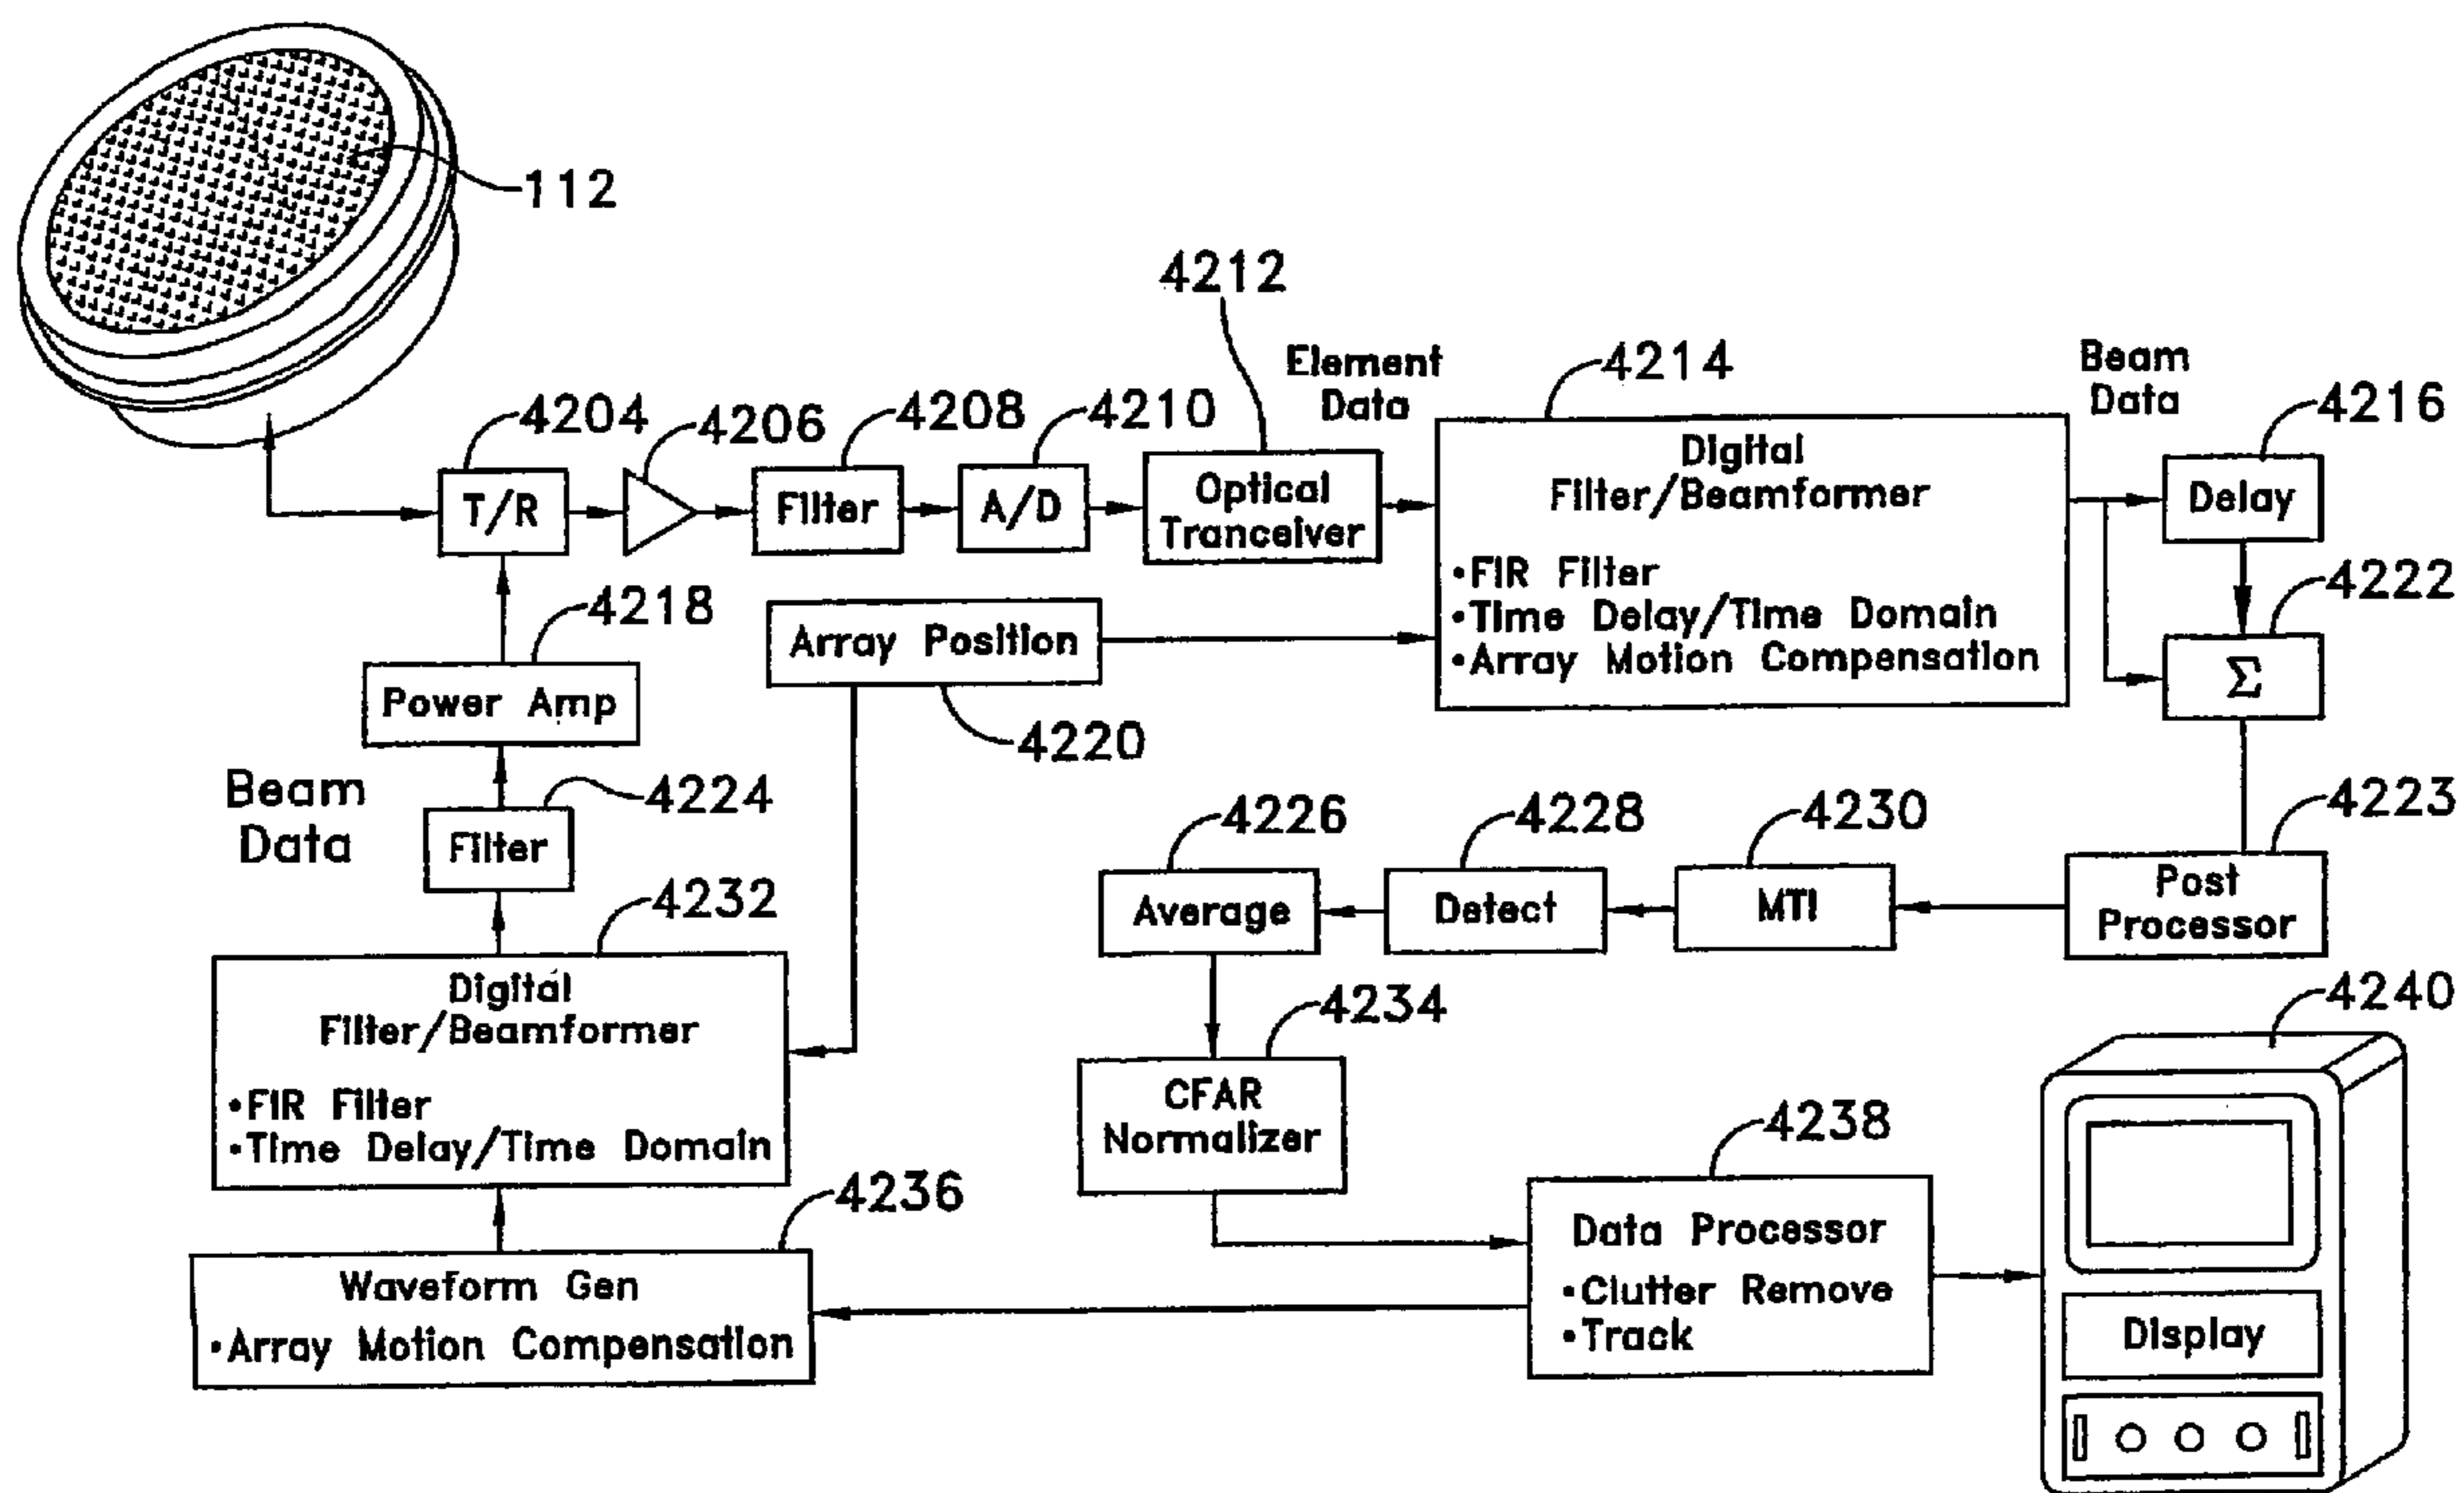 112
4212
Element
Data
4214
Beam
Data
4216
4204
4206
4208
4210
T/R
Filter
A/D
Optical
Tranceiver
Digital
Filter/Beamformer
•FIR Filter
•Time Delay/Time Domain
•Array Motion Compensation
Delay
4222
Σ
4218
Power Amp
Array Position
4220
Beam
Data
4224
Filter
4226
4228
4230
4223
Average
Detect
MTI
Post
Processor
4232
Digital
Filter/Beamformer
•FIR Filter
•Time Delay/Time Domain
4234
CFAR
Normalizer
4240
4236
Waveform Gen
•Array Motion Compensation
4238
Data Processor
•Clutter Remove
•Track
Display